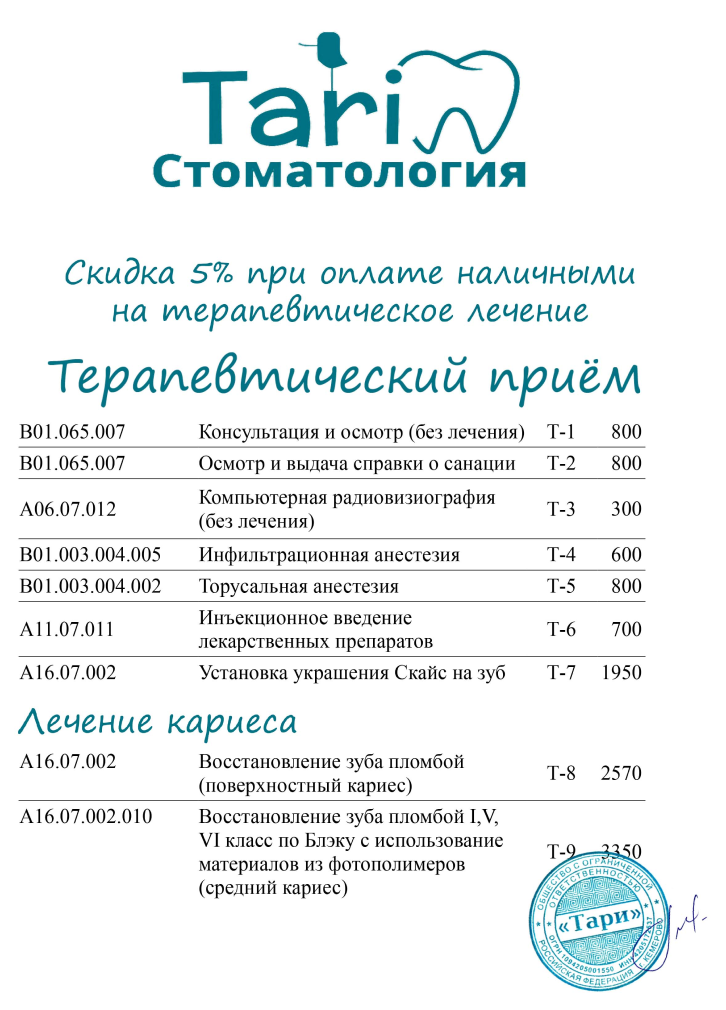 Tari
Стоматология
Скидка 5% при оплате наличными
на терапевтическое лечение
Терапевтический приём
B01.065.007 Консультация и осмотр (без лечения) Т-1 800
B01.065.007 Осмотр и выдача справки о санации Т-2 800
A06.07.012 Компьютерная радиовизиография
(без лечения) Т-3 300
B01.003.004.005 Инфильтрационная анестезия Т-4 600
B01.003.004.002 Торусальная анестезия Т-5 800
A11.07.011 Инъекционное введение
лекарственных препаратов Т-6 700
A16.07.002 Установка украшения Скайс на зуб Т-7 1950
Лечение кариеса
A16.07.002 Восстановление зуба пломбой
(поверхностный кариес) Т-8 2570
A16.07.002.010 Восстановление зуба пломбой I,V,
VI класс по Блэку с использование
материалов из фотополимеров Т-9 3350
(средний кариес)
ОБЩЕСТВО С ОГРАНИЧЕННОЙ
ОТВЕТСТВЕННОСТЬЮ
«Тари»
ОГРН 1094205001550 ИНН
РОССИЙСКАЯ ФЕДЕРАЦИЯ г. КЕМЕРОВО